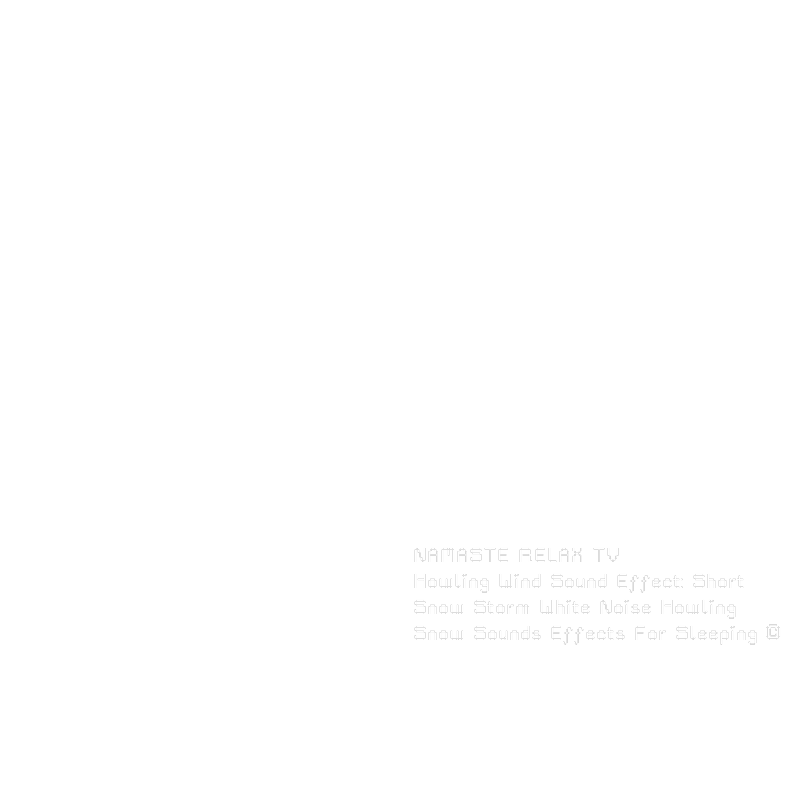 NAMASTE RELAX TV
Howling Wind Sound Effect: Short
Snow Storm White Noise Howling
Snow Sounds Effects For Sleeping ©